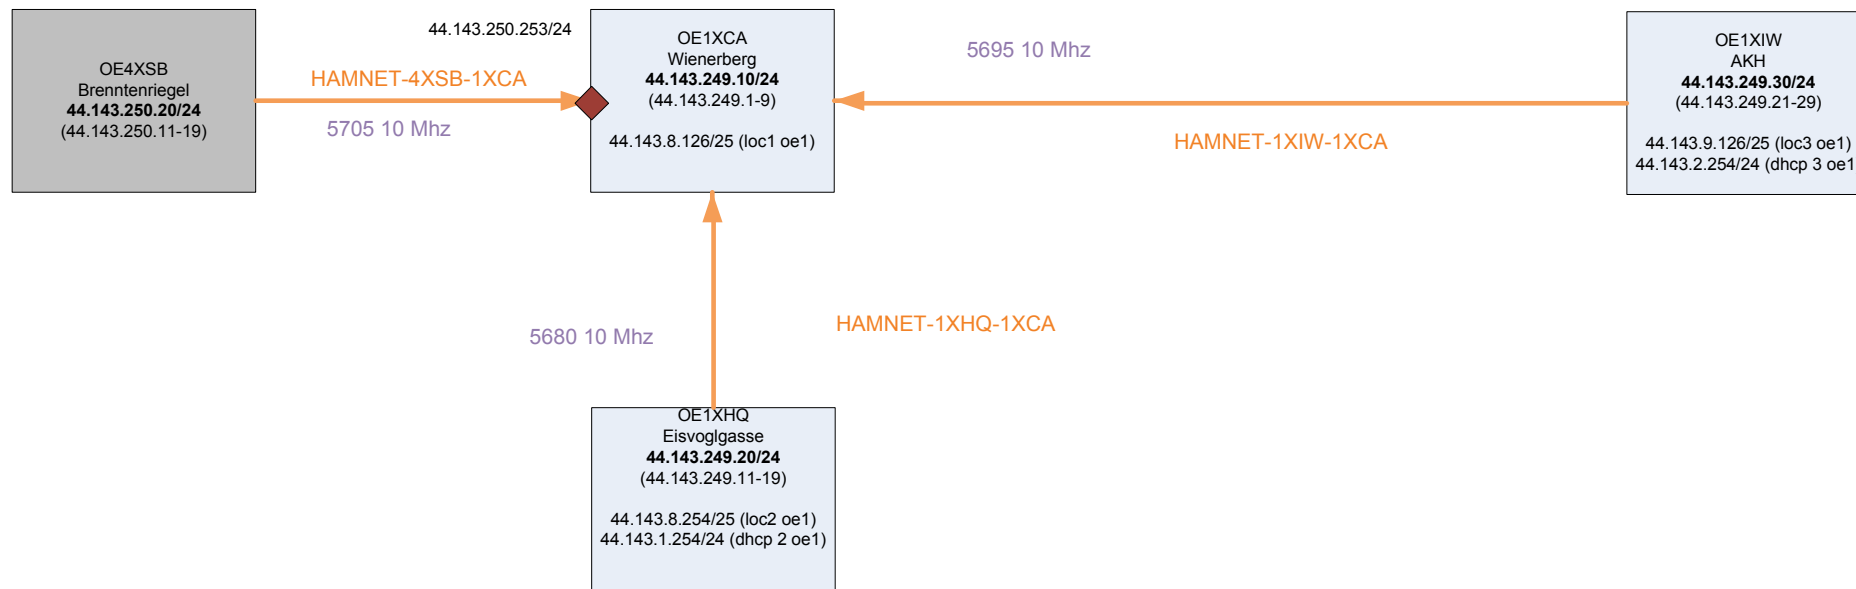 OE4XSB
Brenntenriegel
44.143.250.20/24
(44.143.250.11-19)
HAMNET-4XSB-1XCA
5705 10 Mhz
44.143.250.253/24
OE1XCA
Wienerberg
44.143.249.10/24
(44.143.249.1-9)
44.143.8.126/25 (loc1 oe1)
5695 10 Mhz
HAMNET-1XIW-1XCA
OE1XIW
AKH
44.143.249.30/24
(44.143.249.21-29)
44.143.9.126/25 (loc3 oe1)
44.143.2.254/24 (dhcp 3 oe1
5680 10 Mhz
HAMNET-1XHQ-1XCA
OE1XHQ
Eisvoglgasse
44.143.249.20/24
(44.143.249.11-19)
44.143.8.254/25 (loc2 oe1)
44.143.1.254/24 (dhcp 2 oe1)